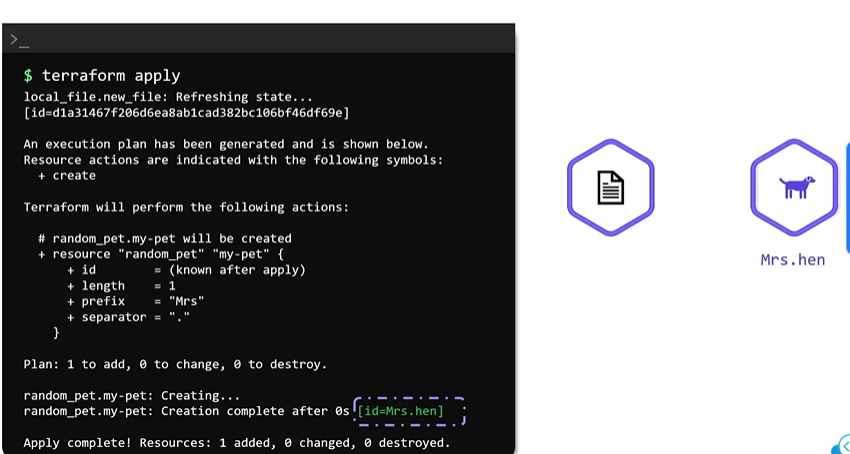 >_
$ terraform apply
local_file.new_file: Refreshing state...
[id=d1a31467f206d6ea8ab1cad382bc106bf46df69e]
An execution plan has been generated and is shown below.
Resource actions are indicated with the following symbols:
+ create
Terraform will perform the following actions:
# random_pet.my-pet will be created
+ resource "random_pet" "my-pet" {
+ id = (known after apply)
+ length = 1
+ prefix = "Mrs"
+ separator = "."
}
Plan: 1 to add, 0 to change, 0 to destroy.
random_pet.my-pet: Creating...
random_pet.my-pet: Creation complete after 0s [id=Mrs.hen]
Apply complete! Resources: 1 added, 0 changed, 0 destroyed.
Mrs.hen